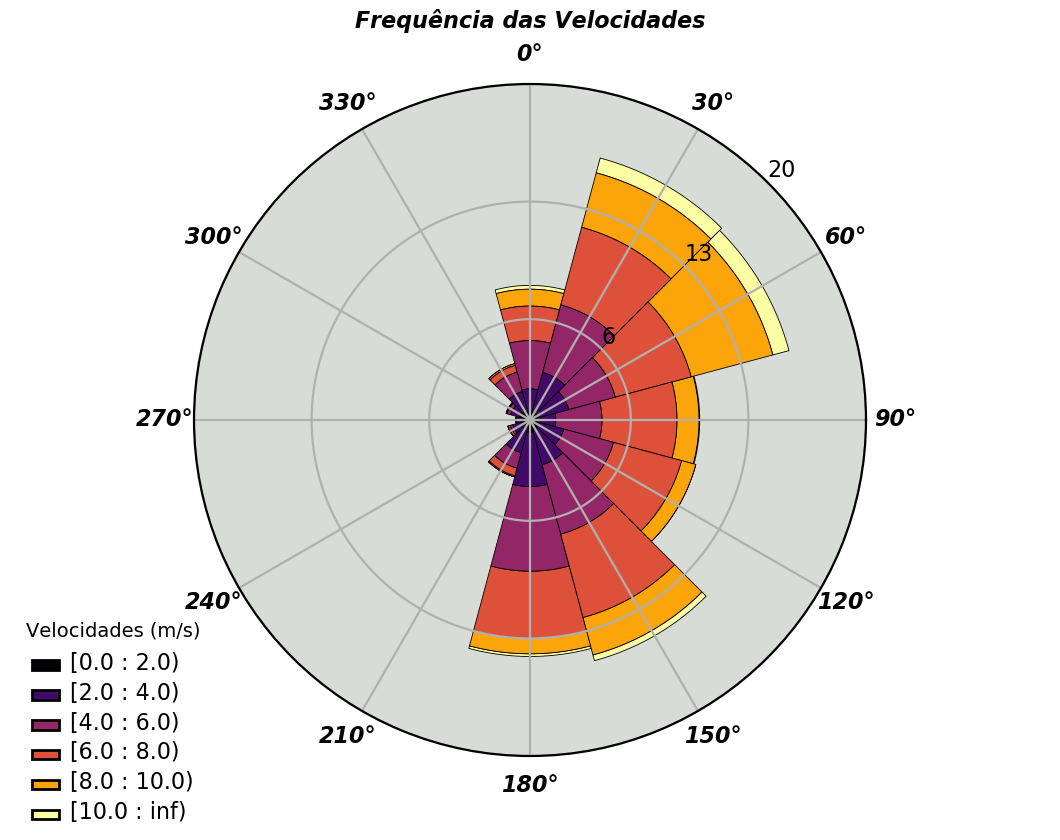 Frequência das Velocidades
0°
330°
30°
20
300°
60°
13
6
270°
90°
240°
120°
210°
150°
180°
Velocidades (m/s)
[0.0 : 2.0)
[2.0 : 4.0)
[4.0 : 6.0)
[6.0 : 8.0)
[8.0 : 10.0)
[10.0 : inf)